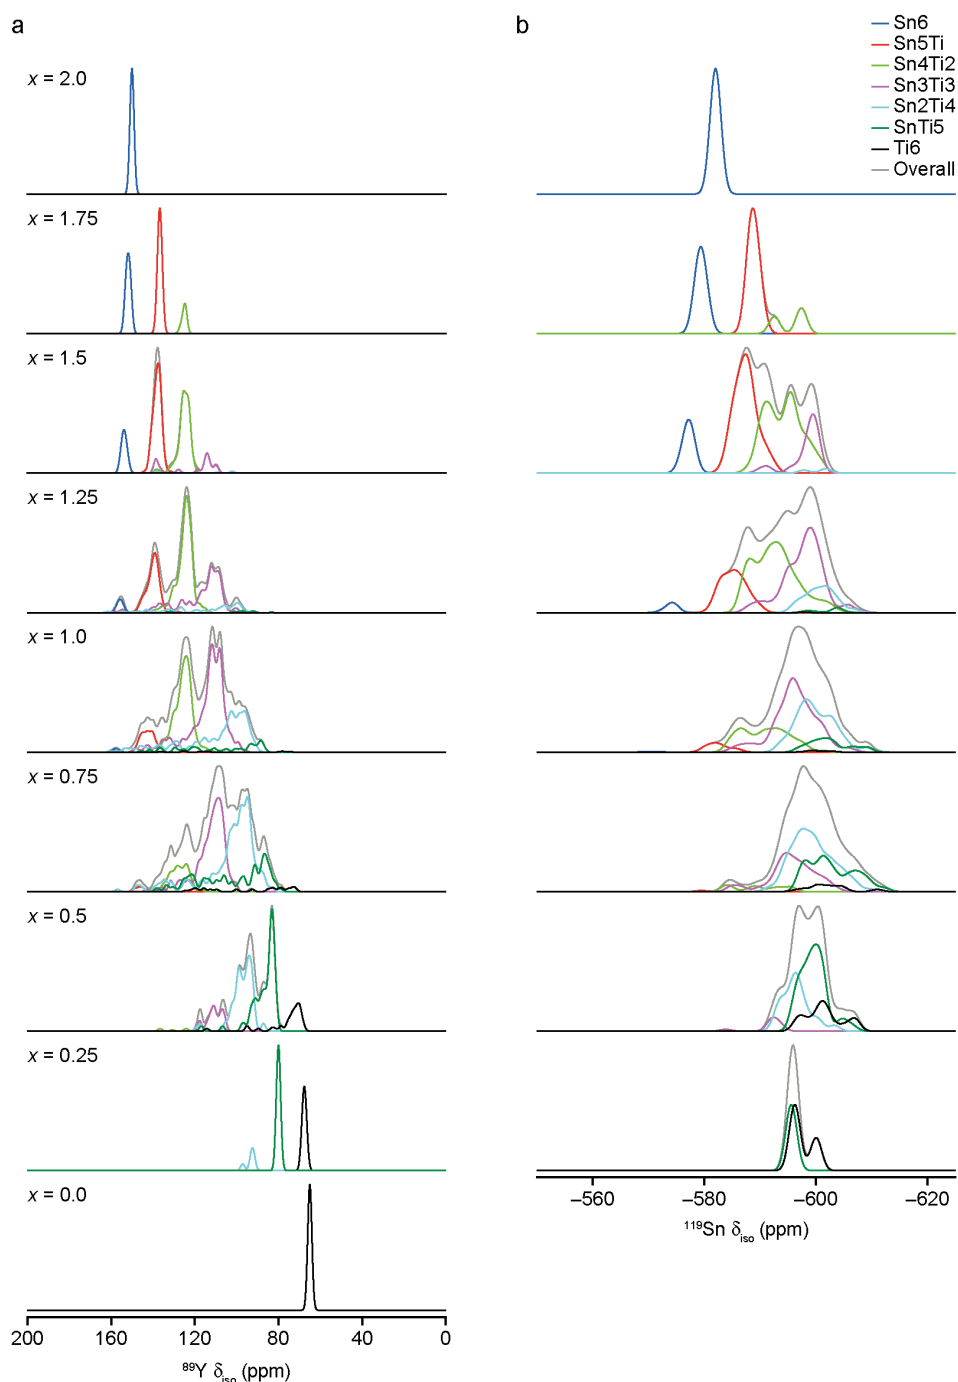 a
b
Sn6
Sn5Ti
Sn4Ti2
Sn3Ti3
Sn2Ti4
SnTi5
Ti6
Overall
x = 2.0
x = 1.75
x = 1.5
x = 1.25
x = 1.0
x = 0.75
x = 0.5
x = 0.25
x = 0.0
200 160 120 80 40 0
⁸⁹Y δiso (ppm)
–560 –580 –600 –620
¹¹⁹Sn δiso (ppm)